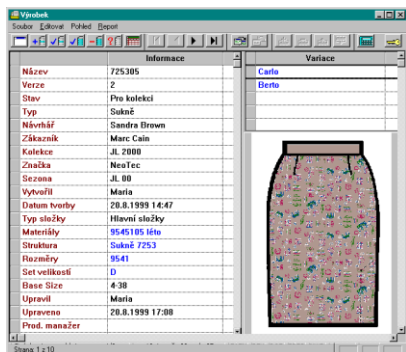 Výrobek
Soubor Editovat Pohled Report
Informace
Název 725305
Verze 2
Stav Pro kolekci
Typ Sukně
Návrhář Sandra Brown
Zákazník Marc Cain
Kolekce JL 2000
Značka NeoTec
Sezona JL 00
Vytvořil Maria
Datum tvorby 20.8.1999 14:47
Typ složky Hlavní složky
Materiály 9545105 léto
Struktura Sukně 7253
Rozměry 9541
Set velikostí D
Base Size 4-38
Upravil Maria
Upraveno 20.8.1999 17:08
Prod. manažer
Variace
Carlo
Berto
Strana 1 z 10